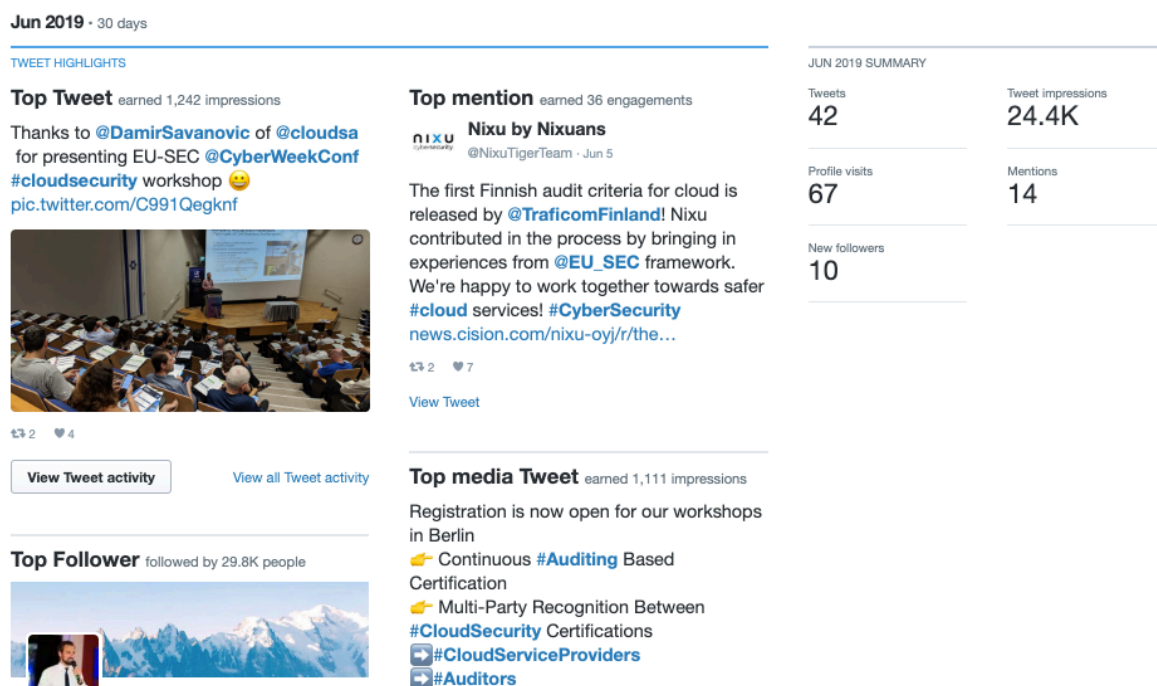 Jun 2019 • 30 days
TWEET HIGHLIGHTS
Top Tweet earned 1,242 impressions
Thanks to @DamirSavanovic of @cloudsa
for presenting EU-SEC @CyberWeekConf
#cloudsecurity workshop 😀
pic.twitter.com/C991Qegknf
2 4
View Tweet activity
View all Tweet activity
Top Follower followed by 29.8K people
Top mention earned 36 engagements
nixu
cybersecurity
Nixu by Nixuans
@NixuTigerTeam · Jun 5
The first Finnish audit criteria for cloud is
released by @TraficomFinland! Nixu
contributed in the process by bringing in
experiences from @EU_SEC framework.
We're happy to work together towards safer
#cloud services! #CyberSecurity
news.cision.com/nixu-oyj/r/the…
2 7
View Tweet
Top media Tweet earned 1,111 impressions
Registration is now open for our workshops
in Berlin
👉 Continuous #Auditing Based
Certification
👉 Multi-Party Recognition Between
#CloudSecurity Certifications
➡️#CloudServiceProviders
➡️#Auditors
JUN 2019 SUMMARY
Tweets
42
Tweet impressions
24.4K
Profile visits
67
Mentions
14
New followers
10